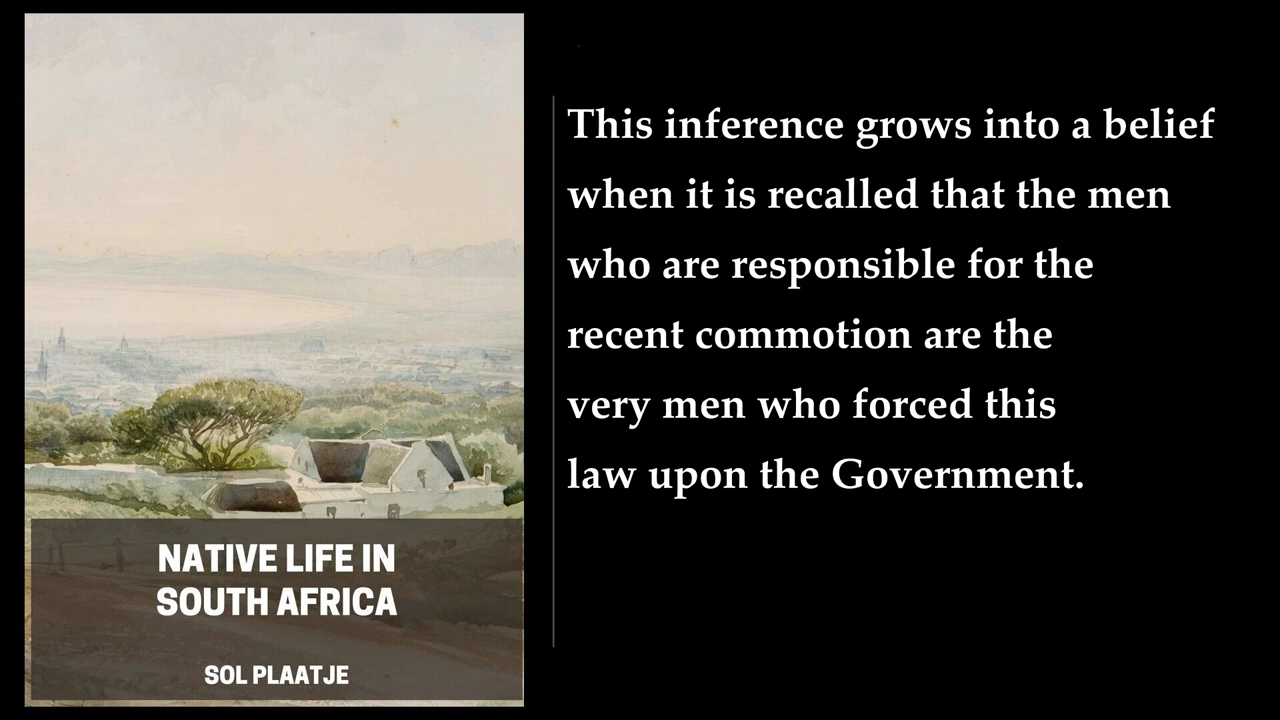 This inference grows into a belief
when it is recalled that the men
who are responsible for the
recent commotion are the
very men who forced this
law upon the Government.
NATIVE LIFE IN
SOUTH AFRICA
SOL PLAATJE